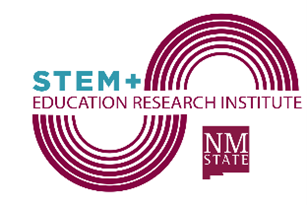 STEM+
EDUCATION RESEARCH INSTITUTE
NM
STATE